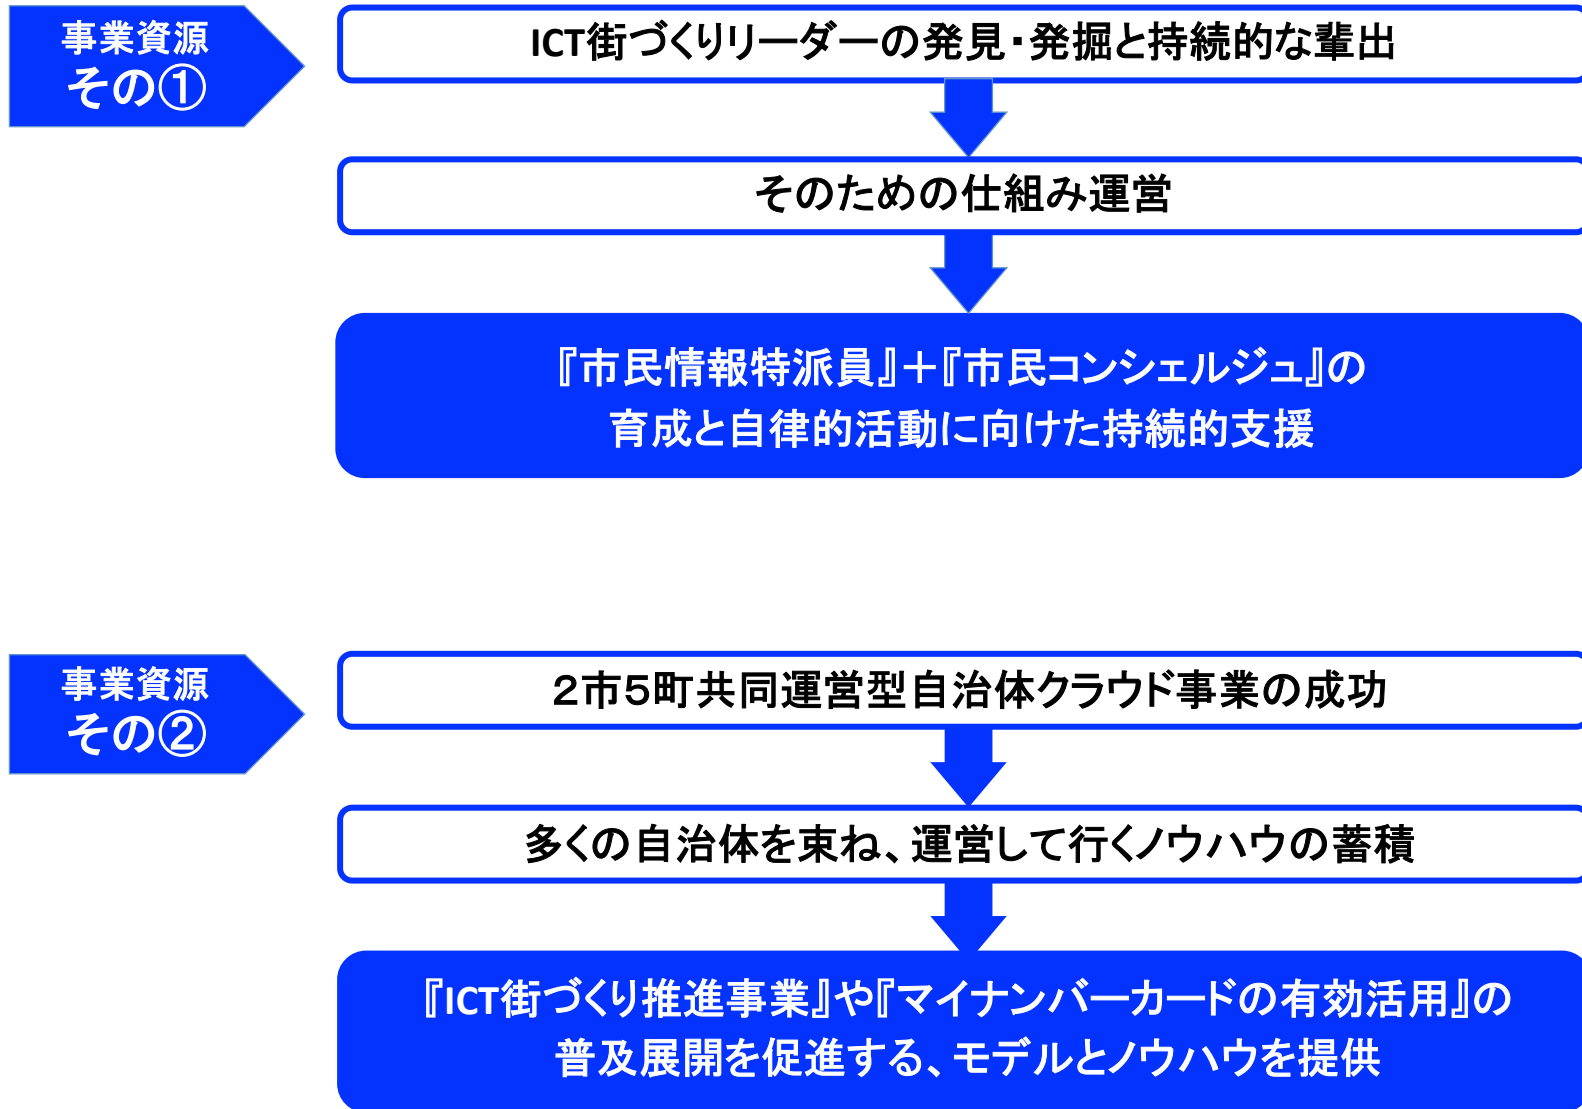 事業資源
その①
ICT街づくりリーダーの発見・発掘と持続的な輩出
そのための仕組み運営
『市民情報特派員』＋『市民コンシェルジュ』の
育成と自律的活動に向けた持続的支援
事業資源
その②
２市５町共同運営型自治体クラウド事業の成功
多くの自治体を束ね、運営して行くノウハウの蓄積
『ICT街づくり推進事業』や『マイナンバーカードの有効活用』の
普及展開を促進する、モデルとノウハウを提供